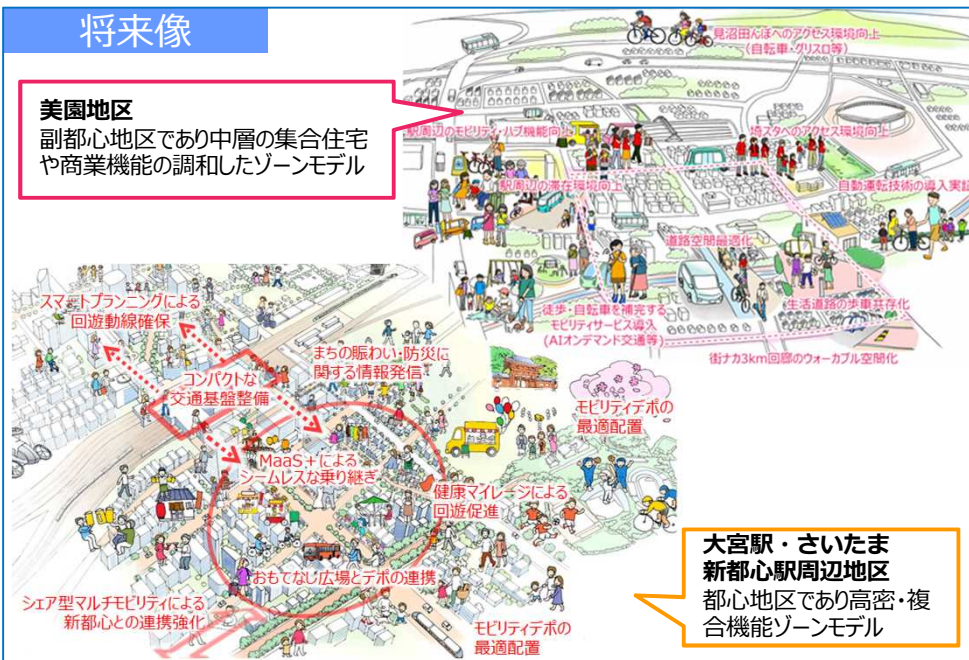 将来像
美園地区
副都心地区であり中層の集合住宅
や商業機能の調和したゾーンモデル
見沼田んぼへのアクセス環境向上
(自転車・グリスロ等)
駅周辺のモビリティ・ハブ機能向上
埼スタへのアクセス環境向上
駅周辺の滞在環境向上
自動運転技術の導入実証
道路空間最適化
徒歩・自転車を補完する
モビリティサービス導入
(AIオンデマンド交通等)
生活道路の歩車共存化
街ナカ3km回廊のウォーカブル空間化
スマートプランニングによる
回遊動線確保
まちの賑わい・防災に
関する情報発信
コンパクトな
交通基盤整備
モビリティデポの
最適配置
MaaS+による
シームレスな乗り継ぎ
健康マイレージによる
回遊促進
おもてなし広場とデポの連携
シェア型マルチモビリティによる
新都心との連携強化
モビリティデポの
最適配置
大宮駅・さいたま
新都心駅周辺地区
都心地区であり高密・複
合機能ゾーンモデル